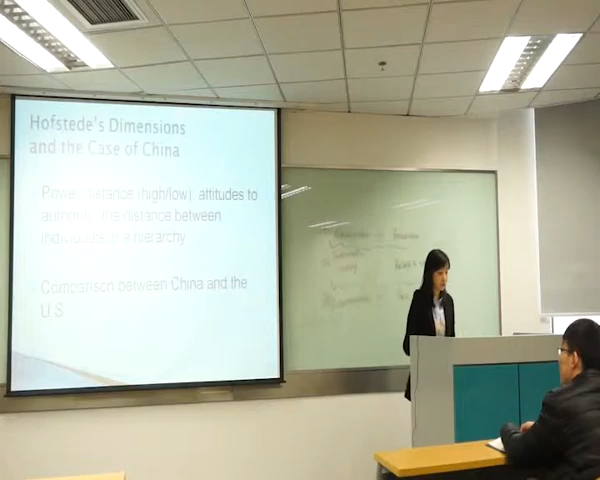 Hofstede's Dimensions
and the Case of China
Power distance (high/low): attitudes to
authority, the distance between
individuals in a hierarchy
Comparison between China and the
U.S.